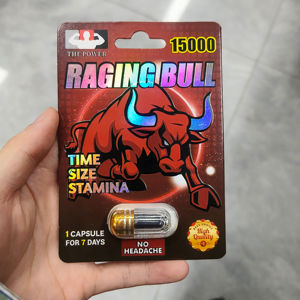 15000
THE POWER
RAGING BULL
TIME
SIZE
STAMINA
1 CAPSULE
FOR 7 DAYS
NO
HEADACHE
High
Quality